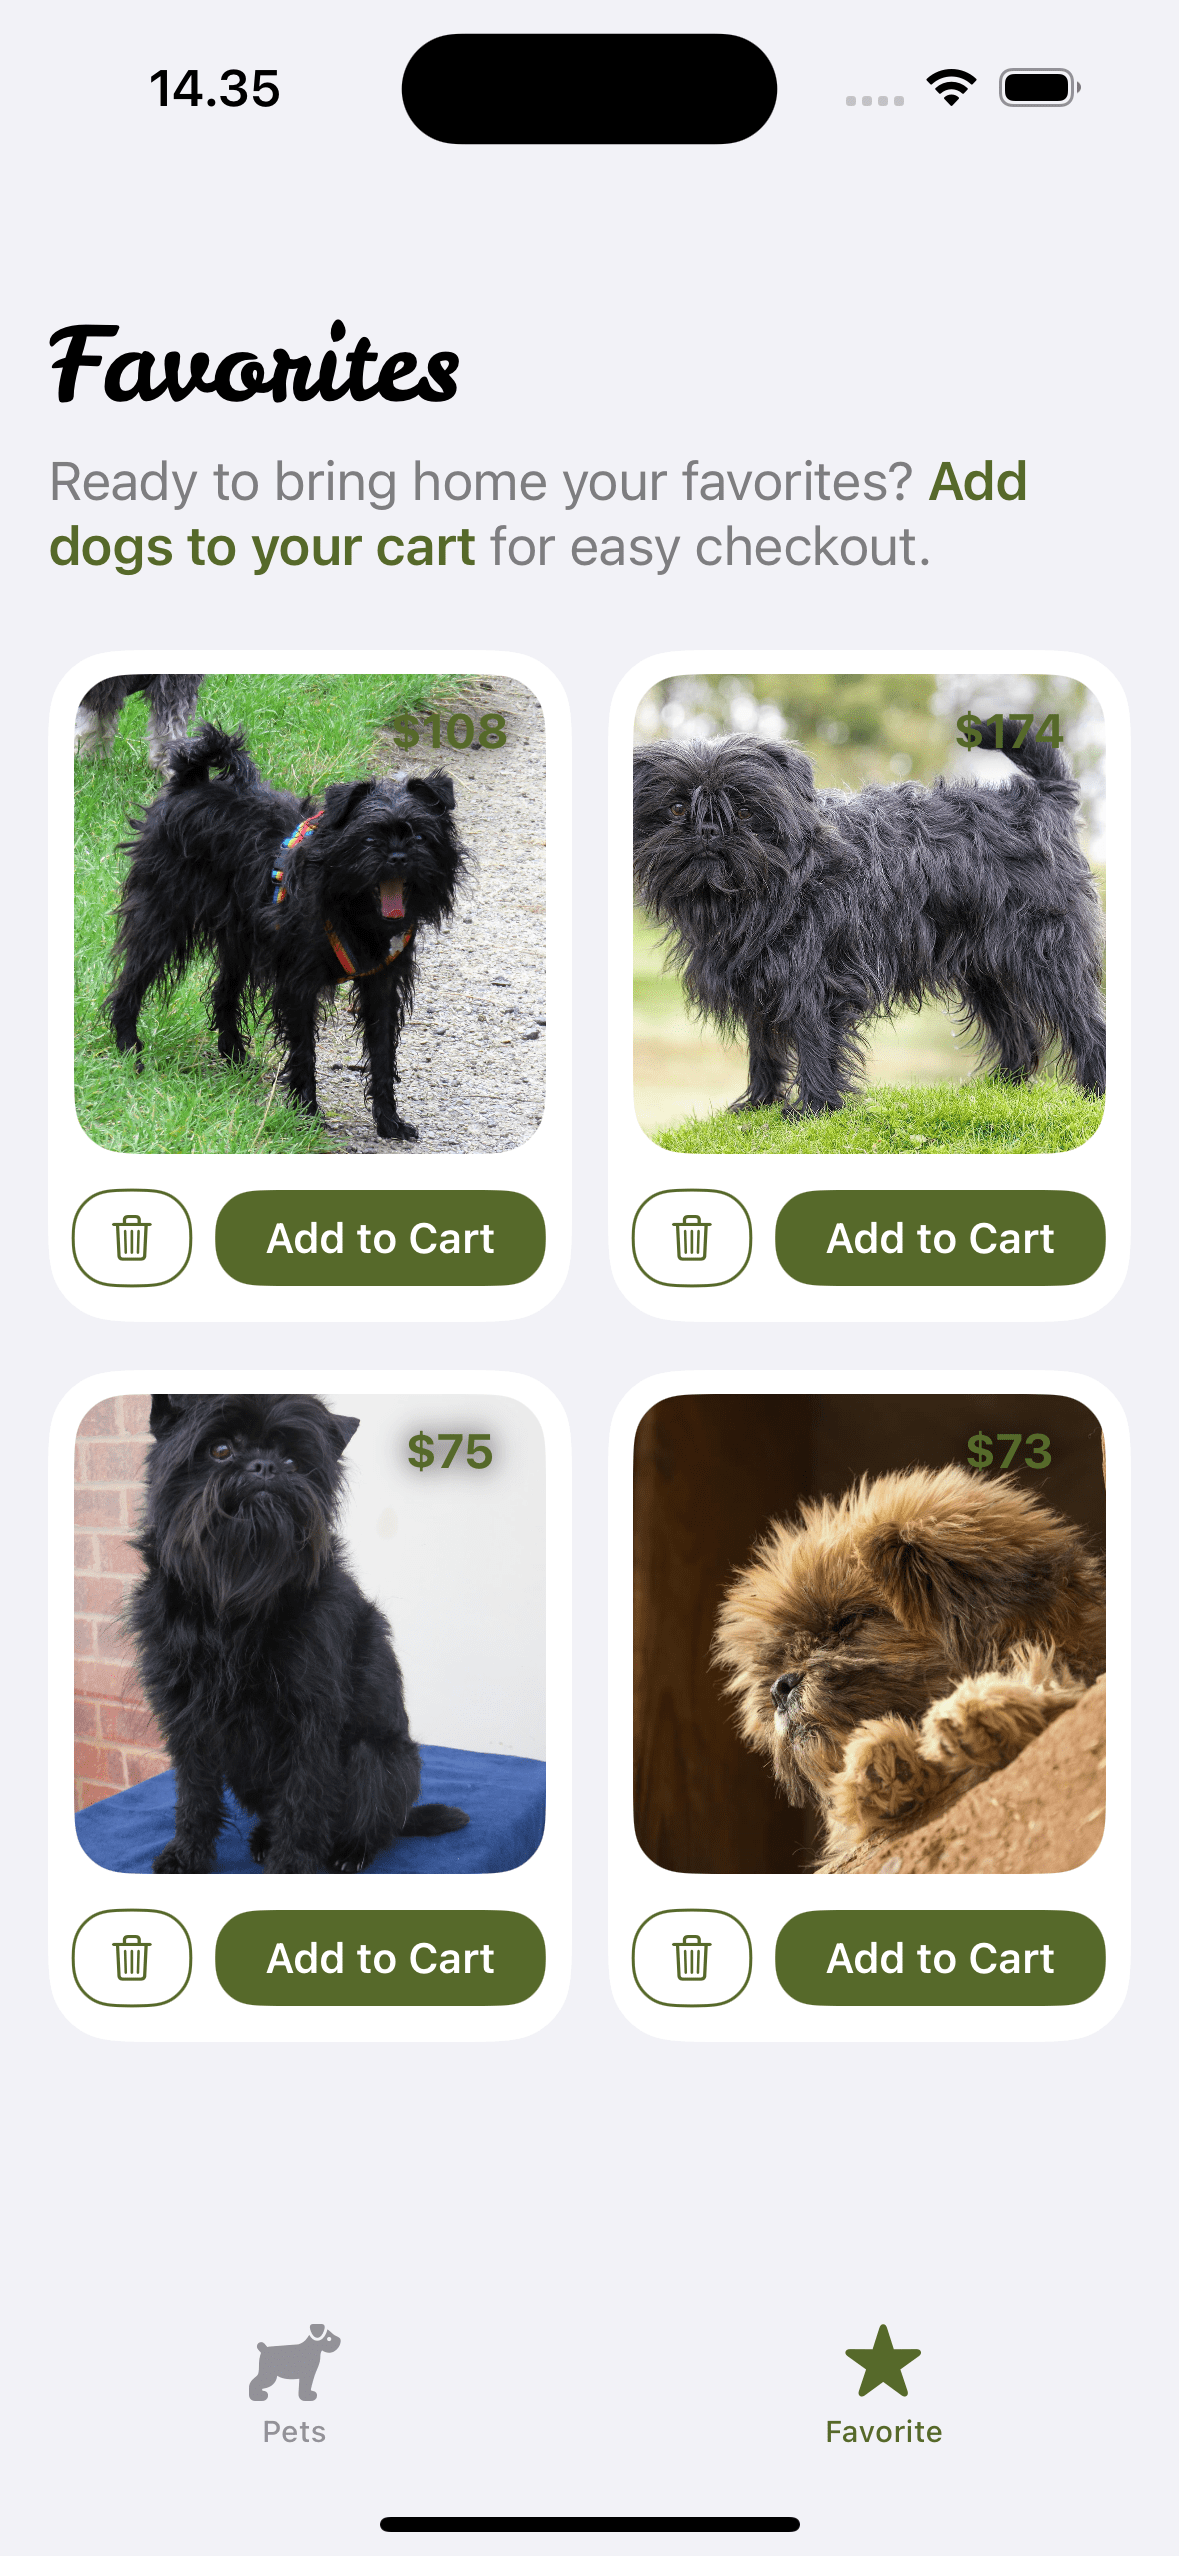 14.35
Favorites
Ready to bring home your favorites? Add
dogs to your cart for easy checkout.
$108
$174
Add to Cart
Add to Cart
$75
$73
Add to Cart
Add to Cart
Pets
Favorite